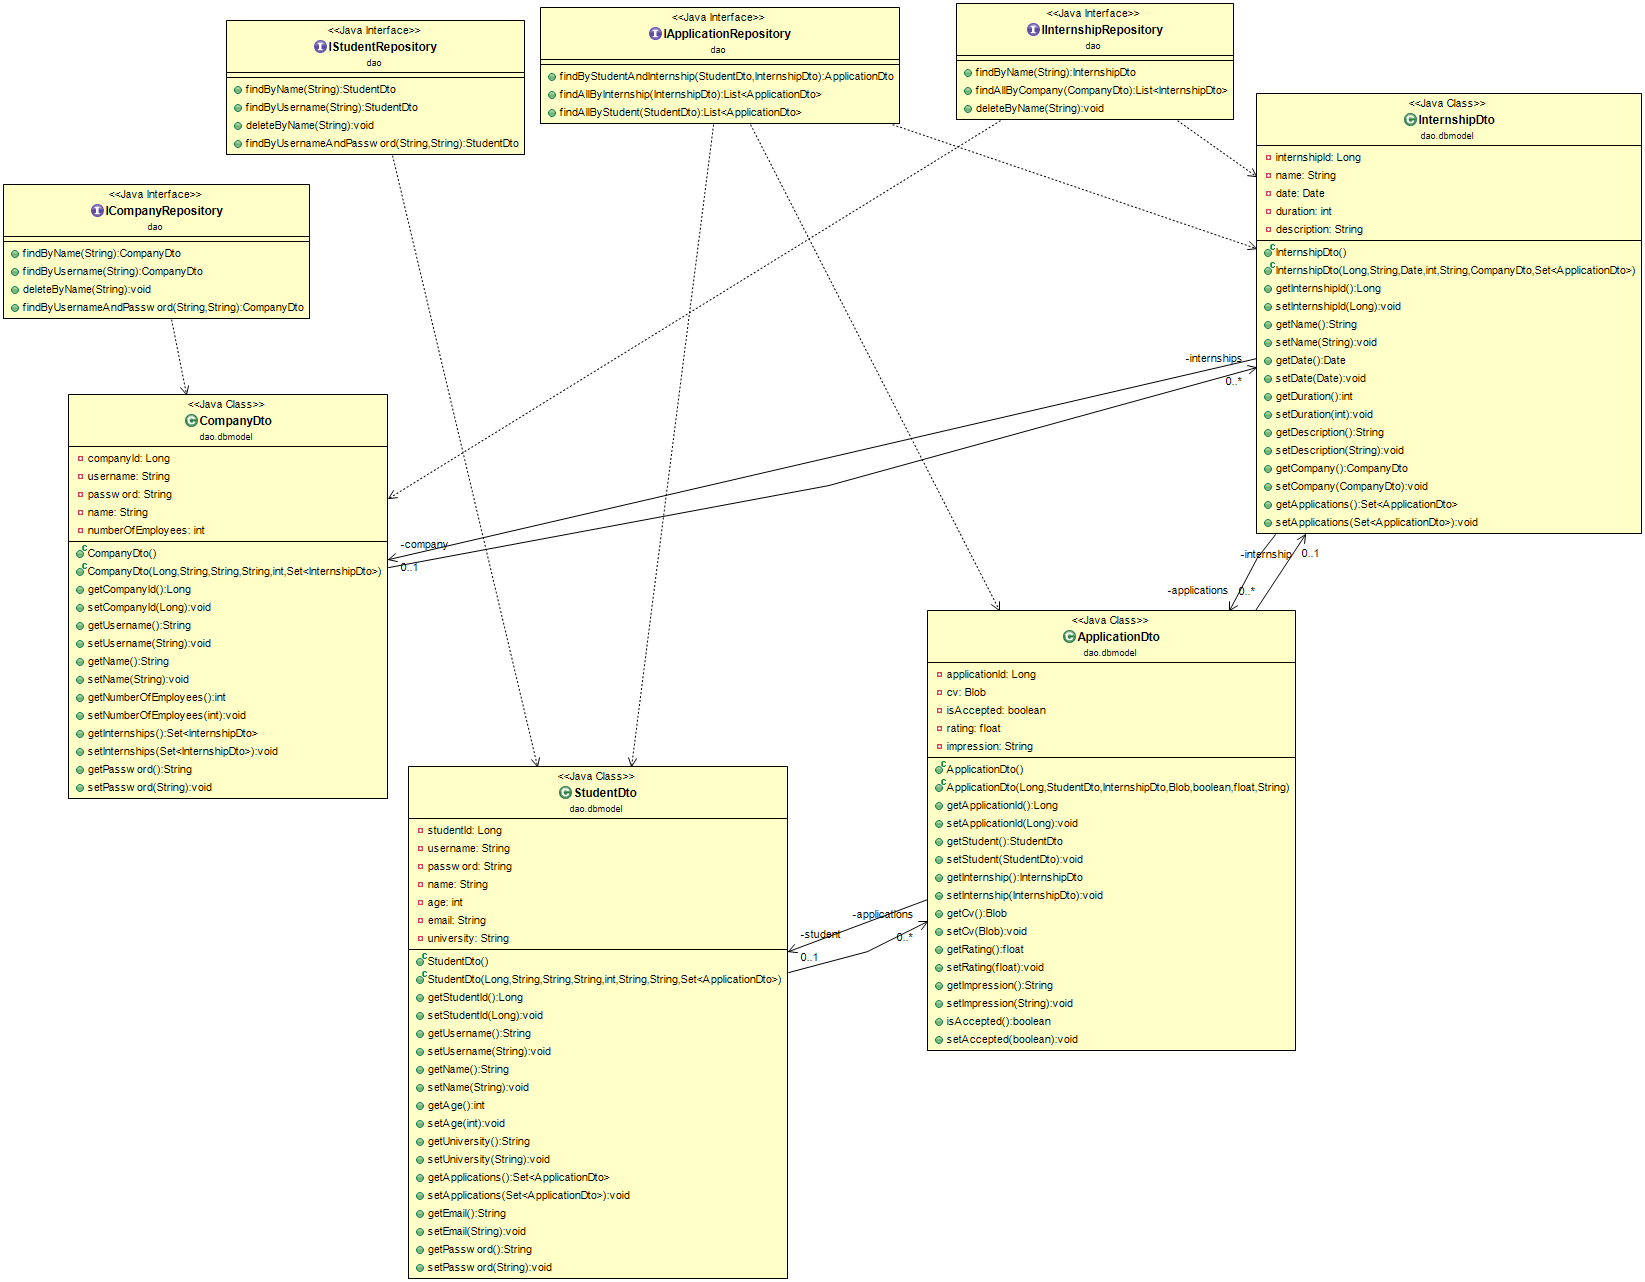 <<Java Interface>>
IStudentRepository
dao
findByName(String):StudentDto
findByUsername(String):StudentDto
deleteByName(String):void
findByUsernameAndPassword(String,String):StudentDto
<<Java Interface>>
IApplicationRepository
dao
findByStudentAndInternship(StudentDto,InternshipDto):ApplicationDto
findAllByInternship(InternshipDto):List<ApplicationDto>
findAllByStudent(StudentDto):List<ApplicationDto>
<<Java Interface>>
IInternshipRepository
dao
findByName(String):InternshipDto
findAllByCompany(CompanyDto):List<InternshipDto>
deleteByName(String):void
<<Java Class>>
InternshipDto
dao.dbmodel
internshipId: Long
name: String
date: Date
duration: int
description: String
InternshipDto()
InternshipDto(Long,String,Date,int,String,CompanyDto,Set<ApplicationDto>)
getInternshipId():Long
setInternshipId(Long):void
getName():String
setName(String):void
getDate():Date
setDate(Date):void
getDuration():int
setDuration(int):void
getDescription():String
setDescription(String):void
getCompany():CompanyDto
setCompany(CompanyDto):void
getApplications():Set<ApplicationDto>
setApplications(Set<ApplicationDto>):void
<<Java Interface>>
ICompanyRepository
dao
findByName(String):CompanyDto
findByUsername(String):CompanyDto
deleteByName(String):void
findByUsernameAndPassword(String,String):CompanyDto
-internships
0..*
<<Java Class>>
CompanyDto
dao.dbmodel
companyId: Long
username: String
password: String
name: String
numberOfEmployees: int
CompanyDto()
CompanyDto(Long,String,String,String,int,Set<InternshipDto>)
getCompanyId():Long
setCompanyId(Long):void
getUsername():String
setUsername(String):void
getName():String
setName(String):void
getNumberOfEmployees():int
setNumberOfEmployees(int):void
getInternships():Set<InternshipDto>
setInternships(Set<InternshipDto>):void
getPassword():String
setPassword(String):void
-company
0..1
-internship
0..1
-applications
0..*
<<Java Class>>
ApplicationDto
dao.dbmodel
applicationId: Long
cv: Blob
isAccepted: boolean
rating: float
impression: String
ApplicationDto()
ApplicationDto(Long,StudentDto,InternshipDto,Blob,boolean,float,String)
getApplicationId():Long
setApplicationId(Long):void
getStudent():StudentDto
setStudent(StudentDto):void
getInternship():InternshipDto
setInternship(InternshipDto):void
getCv():Blob
setCv(Blob):void
getRating():float
setRating(float):void
getImpression():String
setImpression(String):void
isAccepted():boolean
setAccepted(boolean):void
<<Java Class>>
StudentDto
dao.dbmodel
studentId: Long
username: String
password: String
name: String
age: int
email: String
university: String
StudentDto()
StudentDto(Long,String,String,String,int,String,String,Set<ApplicationDto>)
getStudentId():Long
setStudentId(Long):void
getUsername():String
setUsername(String):void
getName():String
setName(String):void
getAge():int
setAge(int):void
getUniversity():String
setUniversity(String):void
getApplications():Set<ApplicationDto>
setApplications(Set<ApplicationDto>):void
getEmail():String
setEmail(String):void
getPassword():String
setPassword(String):void
-applications
0..*
-student
0..1